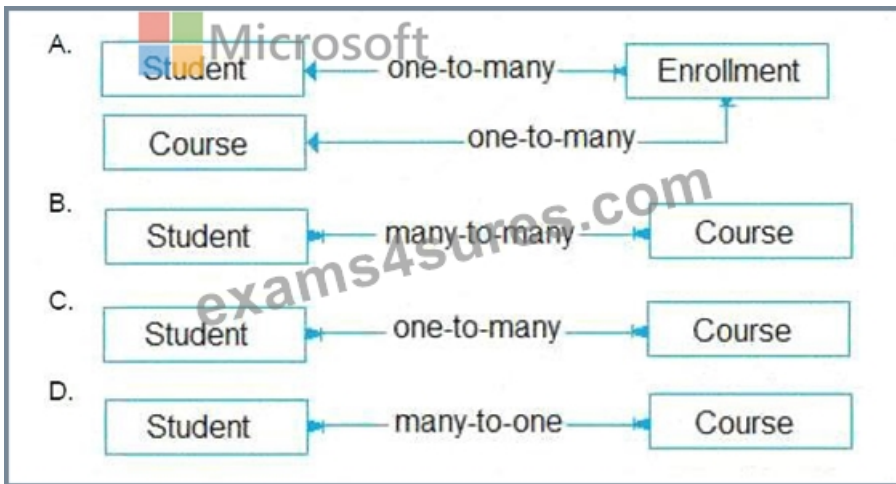 A.
Microsoft
Student one-to-many Enrollment
Course one-to-many
B.
Student many-to-many Course
exams4sures.com
C.
Student one-to-many Course
D.
Student many-to-one Course